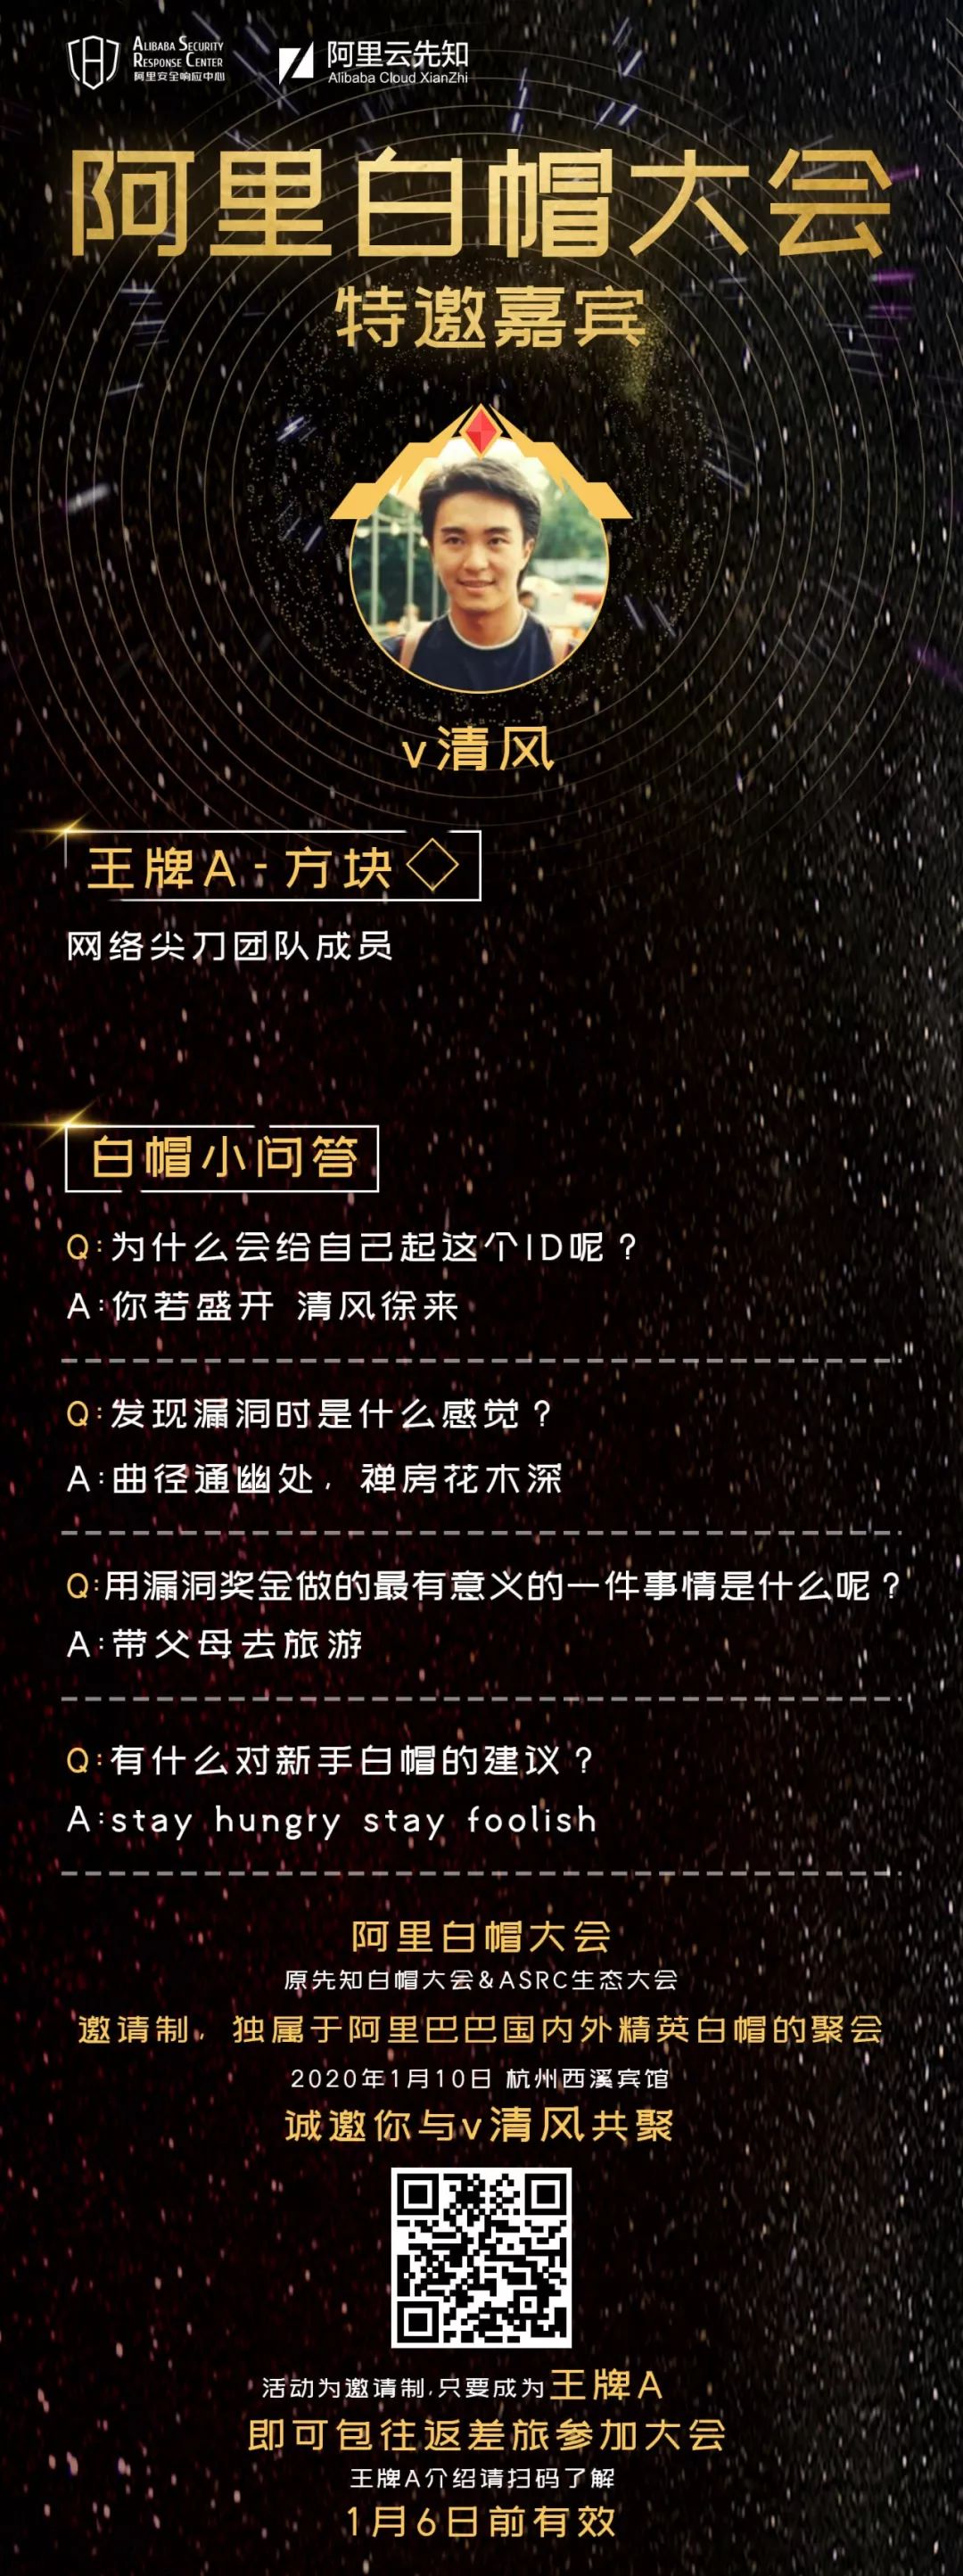 ALIBABA SECURITY
RESPONSE CENTER
阿里安全响应中心
阿里云先知
Alibaba Cloud XianZhi
阿里白帽大会
特邀嘉宾
v清风
王牌A-方块
网络尖刀团队成员
白帽小问答
Q:为什么会给自己起这个ID呢?
A:你若盛开 清风徐来
Q:发现漏洞时是什么感觉?
A:曲径通幽处,禅房花木深
Q:用漏洞奖金做的最有意义的一件事情是什么呢?
A:带父母去旅游
Q:有什么对新手白帽的建议?
A:stay hungry stay foolish
阿里白帽大会
原先知白帽大会&ASRC生态大会
邀请制,独属于阿里巴巴国内外精英白帽的聚会
2020年1月10日 杭州西溪宾馆
诚邀你与v清风共聚
活动为邀请制,只要成为王牌A
即可包往返差旅参加大会
王牌A介绍请扫码了解
1月6日前有效